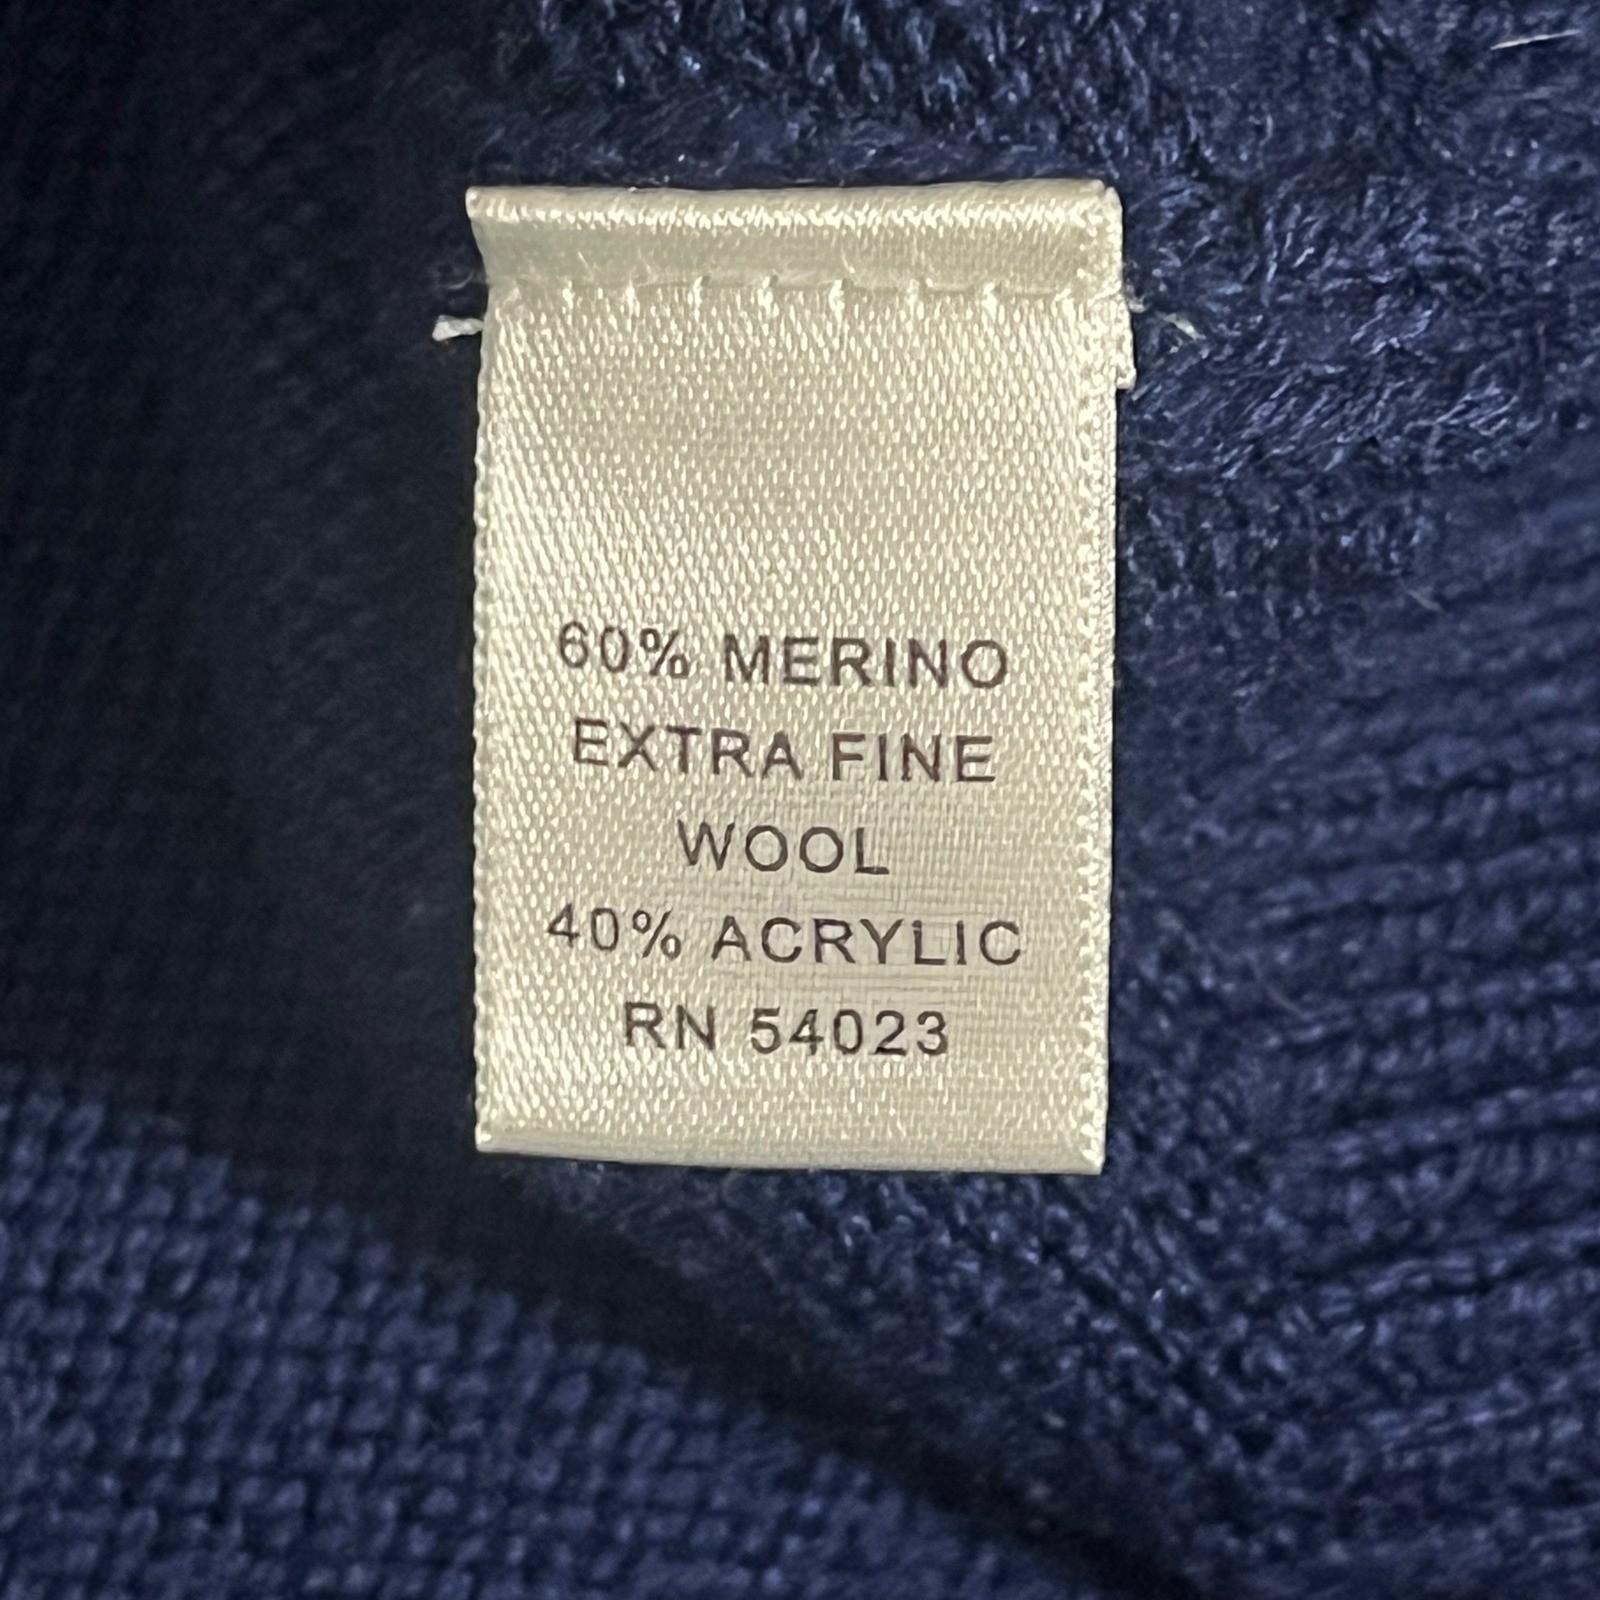 60% MERINO
EXTRA FINE
WOOL
40% ACRYLIC
RN 54023